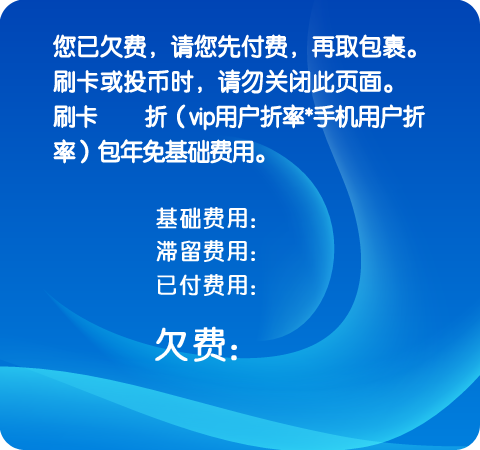 您已欠费，请您先付费，再取包裹。
刷卡或投币时，请勿关闭此页面。
刷卡    折（vip用户折率*手机用户折
率）包年免基础费用。
基础费用:
滞留费用:
已付费用:
欠费: